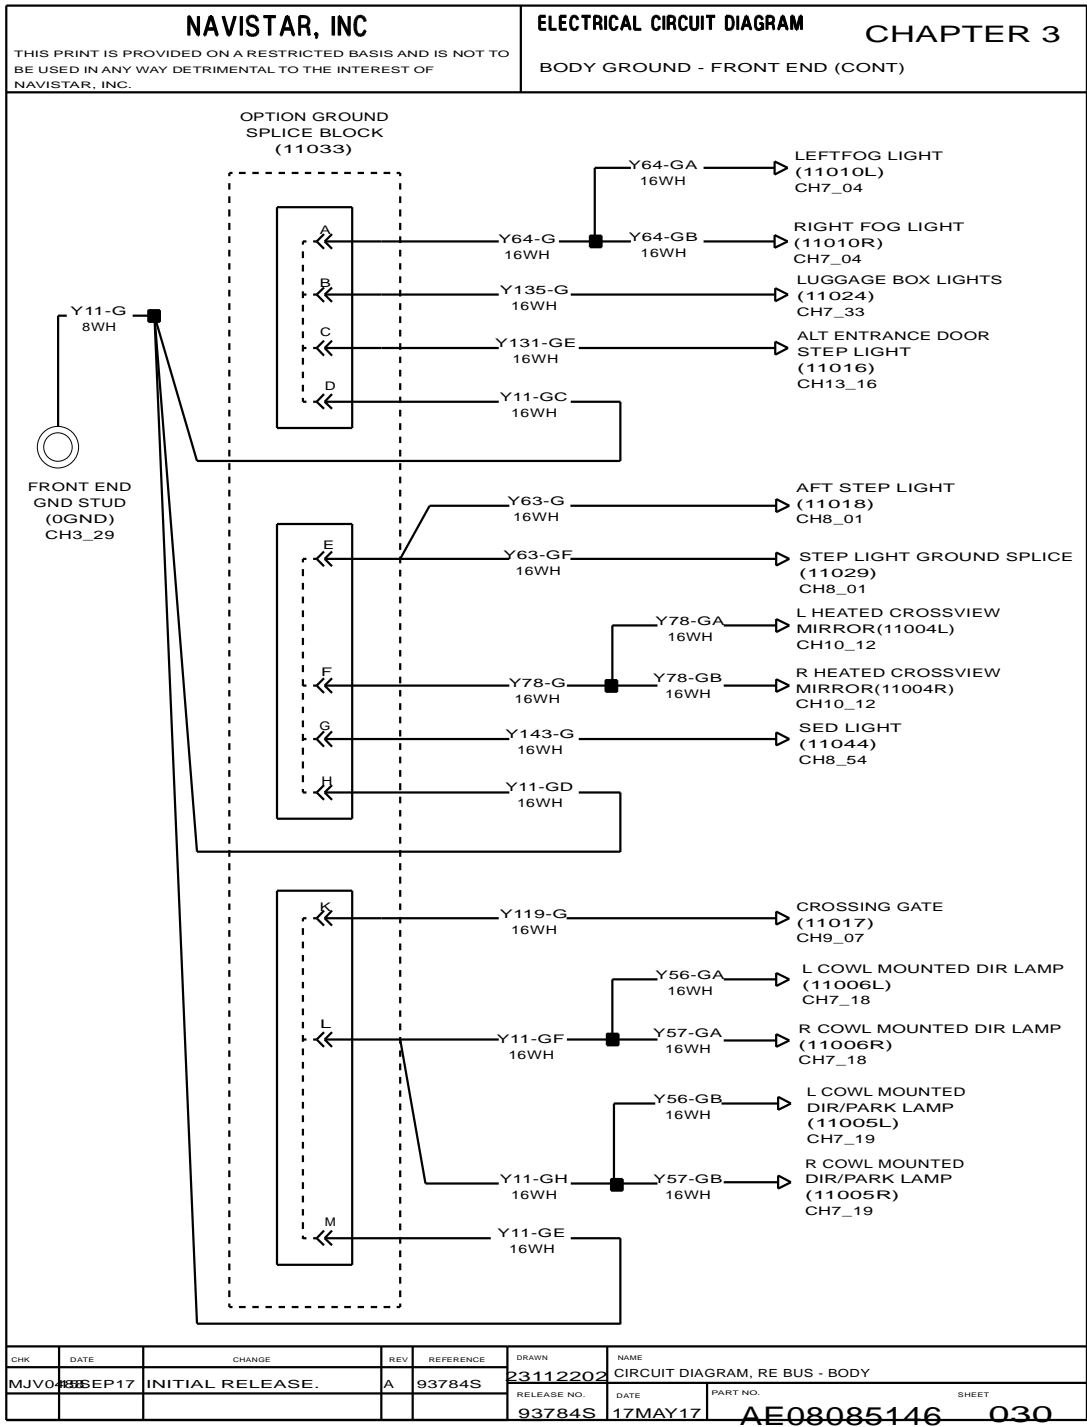 NAVISTAR, INC
THIS PRINT IS PROVIDED ON A RESTRICTED BASIS AND IS NOT TO
BE USED IN ANY WAY DETRIMENTAL TO THE INTEREST OF
NAVISTAR, INC.
ELECTRICAL CIRCUIT DIAGRAM
CHAPTER 3
BODY GROUND - FRONT END (CONT)
OPTION GROUND
SPLICE BLOCK
(11033)
Y11-G
8WH
FRONT END
GND STUD
(0GND)
CH3_29
A
Y64-G
16WH
Y64-GA
16WH
LEFTFOG LIGHT
(11010L)
CH7_04
Y64-GB
16WH
RIGHT FOG LIGHT
(11010R)
CH7_04
B
Y135-G
16WH
LUGGAGE BOX LIGHTS
(11024)
CH7_33
C
Y131-GE
16WH
ALT ENTRANCE DOOR
STEP LIGHT
(11016)
CH13_16
D
Y11-GC
16WH
Y63-G
16WH
AFT STEP LIGHT
(11018)
CH8_01
E
Y63-GF
16WH
STEP LIGHT GROUND SPLICE
(11029)
CH8_01
Y78-GA
16WH
L HEATED CROSSVIEW
MIRROR(11004L)
CH10_12
F
Y78-G
16WH
Y78-GB
16WH
R HEATED CROSSVIEW
MIRROR(11004R)
CH10_12
G
Y143-G
16WH
SED LIGHT
(11044)
CH8_54
H
Y11-GD
16WH
K
Y119-G
16WH
CROSSING GATE
(11017)
CH9_07
Y56-GA
16WH
L COWL MOUNTED DIR LAMP
(11006L)
CH7_18
L
Y11-GF
16WH
Y57-GA
16WH
R COWL MOUNTED DIR LAMP
(11006R)
CH7_18
Y56-GB
16WH
L COWL MOUNTED
DIR/PARK LAMP
(11005L)
CH7_19
Y11-GH
16WH
Y57-GB
16WH
R COWL MOUNTED
DIR/PARK LAMP
(11005R)
CH7_19
M
Y11-GE
16WH
CHK DATE CHANGE REV REFERENCE
SEP17 INITIAL RELEASE. A 93784S
DRAWN
23112202
NAME
CIRCUIT DIAGRAM, RE BUS - BODY
RELEASE NO.
93784S
DATE
17MAY17
PART NO.
AE08085146
SHEET
030